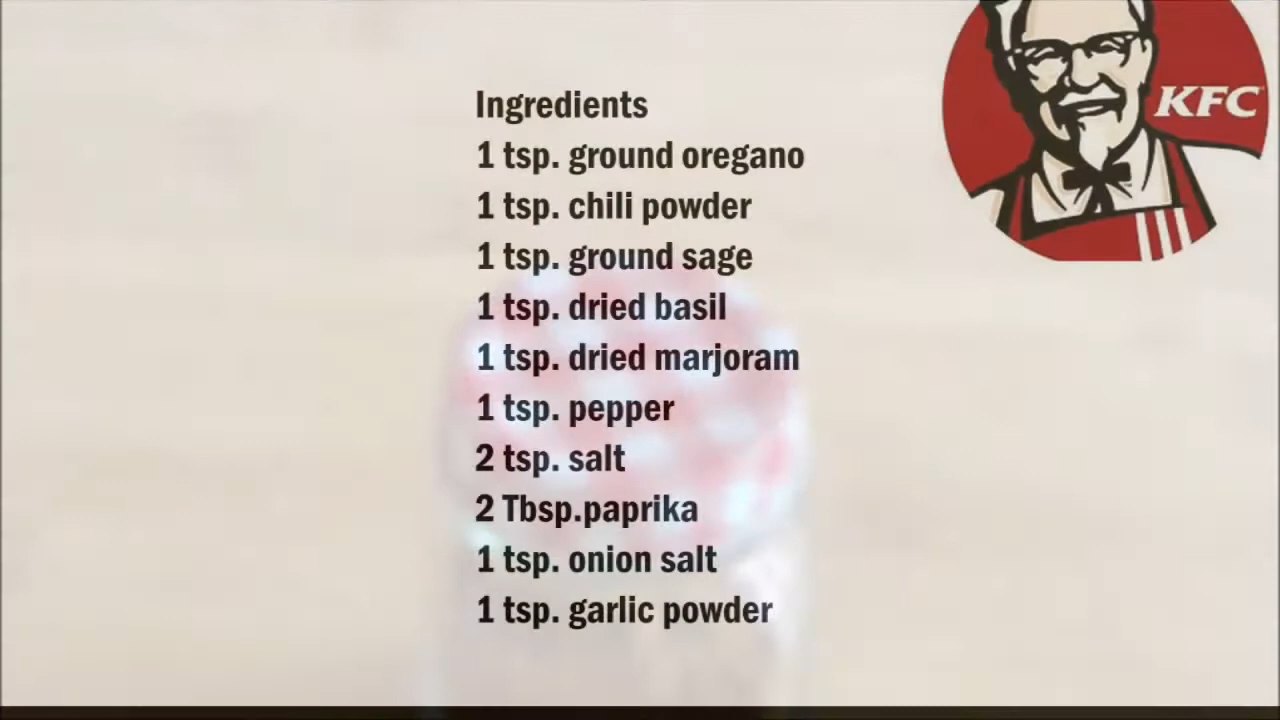 KFC
Ingredients
1 tsp. ground oregano
1 tsp. chili powder
1 tsp. ground sage
1 tsp. dried basil
1 tsp. dried marjoram
1 tsp. pepper
2 tsp. salt
2 Tbsp.paprika
1 tsp. onion salt
1 tsp. garlic powder